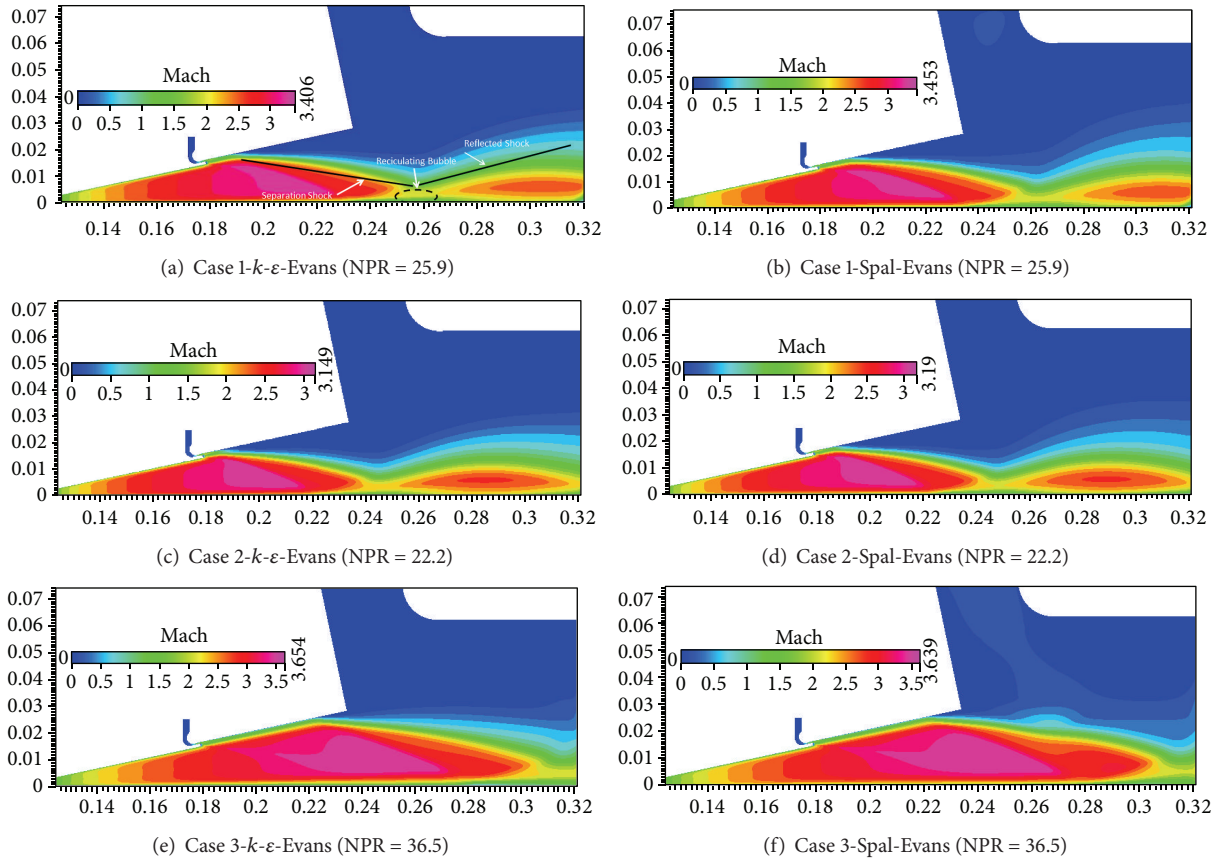 0.07
0.06
0.05
0.04
0.03
0.02
0.01
0
Mach
0
3.406
0 0.5 1 1.5 2 2.5 3
Reflected Shock
Reciculating Bubble
Separation Shock
0.14 0.16 0.18 0.2 0.22 0.24 0.26 0.28 0.3 0.32
(a) Case 1-k-ε-Evans (NPR = 25.9)
0.07
0.06
0.05
0.04
0.03
0.02
0.01
0
Mach
0
3.453
0 0.5 1 1.5 2 2.5 3
0.14 0.16 0.18 0.2 0.22 0.24 0.26 0.28 0.3 0.32
(b) Case 1-Spal-Evans (NPR = 25.9)
0.07
0.06
0.05
0.04
0.03
0.02
0.01
0
Mach
0
3.149
0 0.5 1 1.5 2 2.5 3
0.14 0.16 0.18 0.2 0.22 0.24 0.26 0.28 0.3 0.32
(c) Case 2-k-ε-Evans (NPR = 22.2)
0.07
0.06
0.05
0.04
0.03
0.02
0.01
0
Mach
0
3.19
0 0.5 1 1.5 2 2.5 3
0.14 0.16 0.18 0.2 0.22 0.24 0.26 0.28 0.3 0.32
(d) Case 2-Spal-Evans (NPR = 22.2)
0.07
0.06
0.05
0.04
0.03
0.02
0.01
0
Mach
0
3.654
0 0.5 1 1.5 2 2.5 3 3.5
0.14 0.16 0.18 0.2 0.22 0.24 0.26 0.28 0.3 0.32
(e) Case 3-k-ε-Evans (NPR = 36.5)
0.07
0.06
0.05
0.04
0.03
0.02
0.01
0
Mach
0
3.639
0 0.5 1 1.5 2 2.5 3 3.5
0.14 0.16 0.18 0.2 0.22 0.24 0.26 0.28 0.3 0.32
(f) Case 3-Spal-Evans (NPR = 36.5)